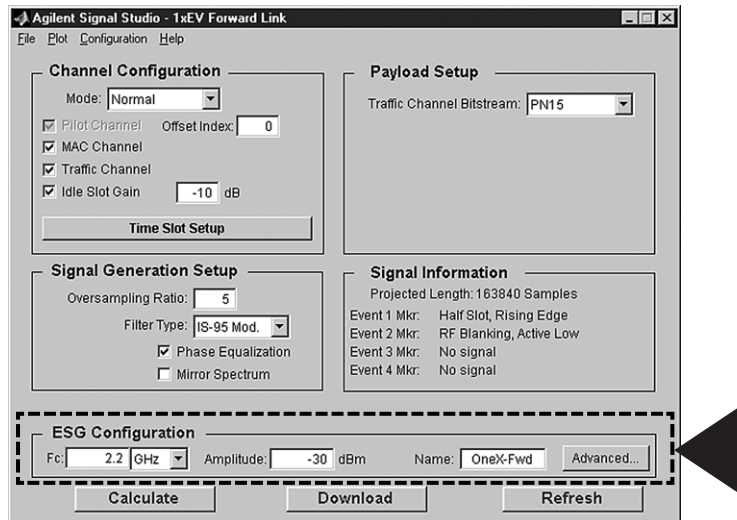 Agilent Signal Studio - 1xEV Forward Link
File Plot Configuration Help
Channel Configuration
Mode: Normal
Pilot Channel Offset Index: 0
MAC Channel
Traffic Channel
Idle Slot Gain -10 dB
Time Slot Setup
Payload Setup
Traffic Channel Bitstream: PN15
Signal Generation Setup
Oversampling Ratio: 5
Filter Type: IS-95 Mod.
Phase Equalization
Mirror Spectrum
Signal Information
Projected Length: 163840 Samples
Event 1 Mkr: Half Slot, Rising Edge
Event 2 Mkr: RF Blanking, Active Low
Event 3 Mkr: No signal
Event 4 Mkr: No signal
ESG Configuration
Fc: 2.2 GHz Amplitude: -30 dBm Name: OneX-Fwd Advanced...
Calculate Download Refresh